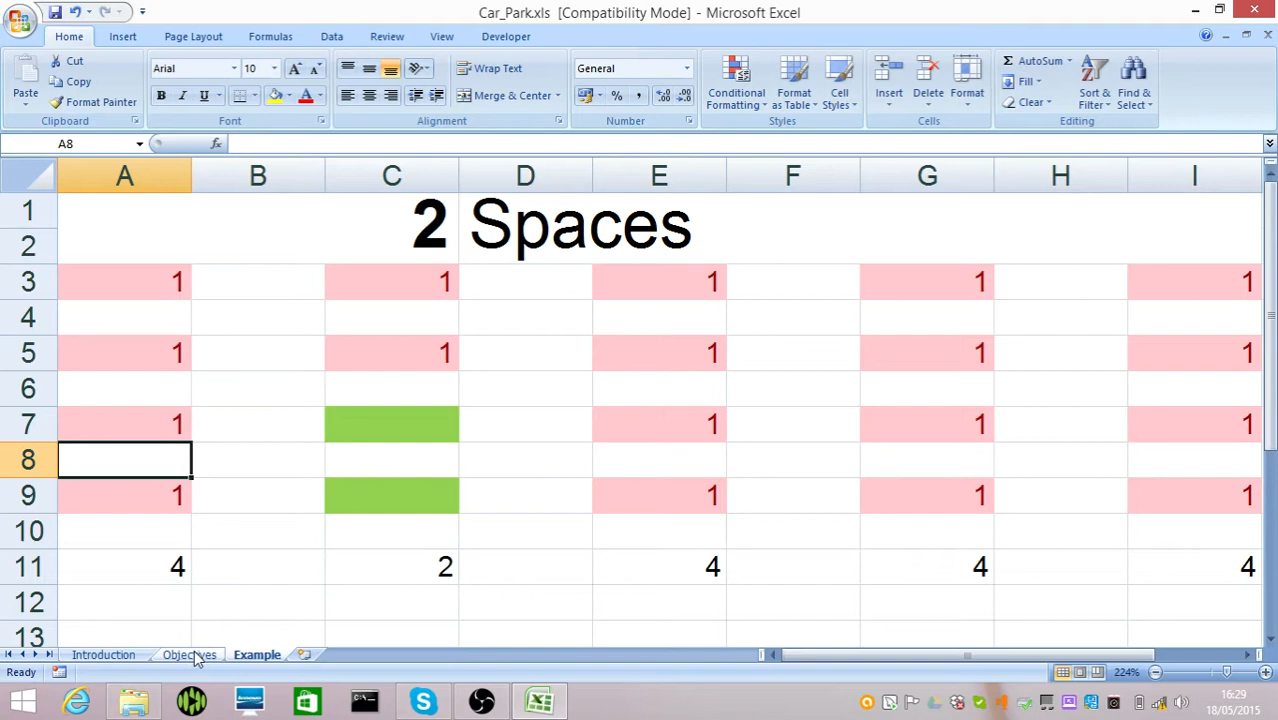 Car_Park.xls [Compatibility Mode] - Microsoft Excel
Home Insert Page Layout Formulas Data Review View Developer
Paste Cut Copy Format Painter
Arial 10
B I U A
Wrap Text
Merge & Center
General
%
Conditional Formatting Format as Table Cell Styles
Insert Delete Format
AutoSum Fill Clear
Sort & Filter Find & Select
Clipboard Font Alignment Number Styles Cells Editing
A8 fx
A B C D E F G H I
1 2 Spaces
2
3 1 1 1 1 1
4
5 1 1 1 1 1
6
7 1 1 1 1
8
9 1 1 1 1
10
11 4 2 4 4 4
12
13
Introduction Objectives Example
Ready 224%
16:29
18/05/2015